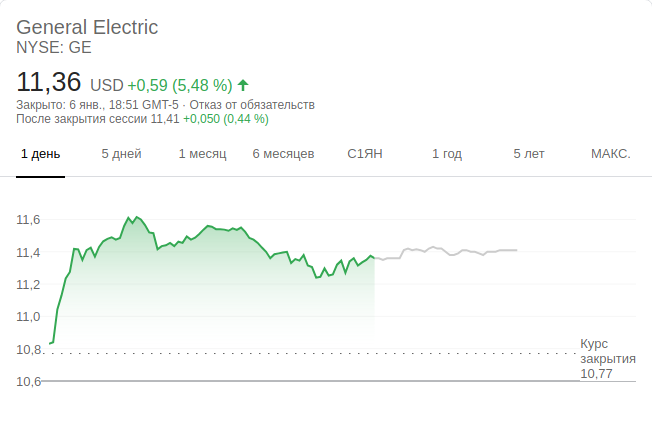 General Electric
NYSE: GE
11,36 USD +0,59 (5,48 %)
Закрыто: 6 янв., 18:51 GMT-5 · Отказ от обязательств
После закрытия сессии 11,41 +0,050 (0,44 %)
1 день 5 дней 1 месяц 6 месяцев С1ЯН 1 год 5 лет МАКС.
11,6
11,4
11,2
11,0
10,8
10,6
Курс
закрытия
10,77